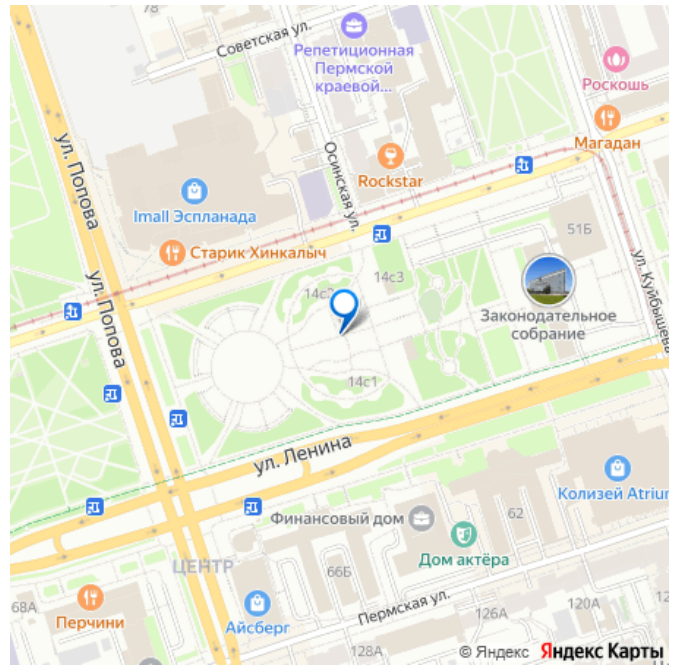 78
Советская ул.
Репетиционная
Пермской
краевой...
Роскошь
ул. Попова
Осинская ул.
Магадан
Rockstar
Imall Эспланада
51Б
Старик Хинкалыч
ул. Куйбышева
14с3
14с2
ул. Попова
Законодательное
собрание
14с1
ул. Ленина
Колизей Atrium
Финансовый дом
62
Дом актёра
ЦЕНТР
66Б
68А
Перчини
Айсберг
Пермская ул.
126А
120А
12
128А
© Яндекс Яндекс Карты